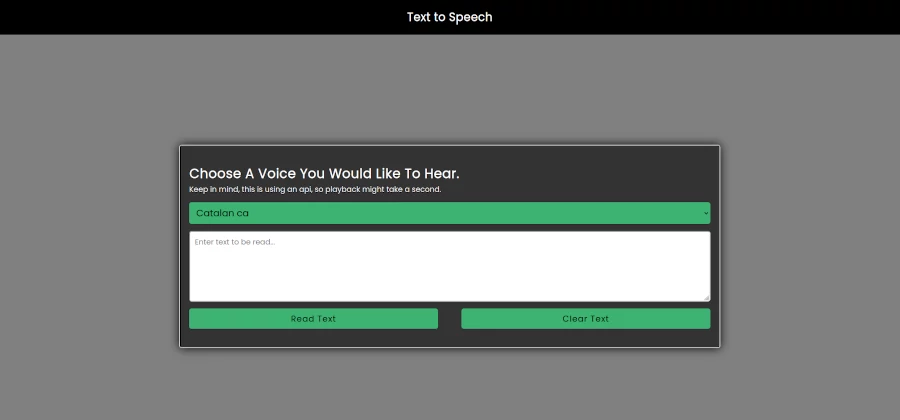 Text to Speech
Choose A Voice You Would Like To Hear.
Keep in mind, this is using an api, so playback might take a second.
Catalan ca
Enter text to be read...
Read Text
Clear Text